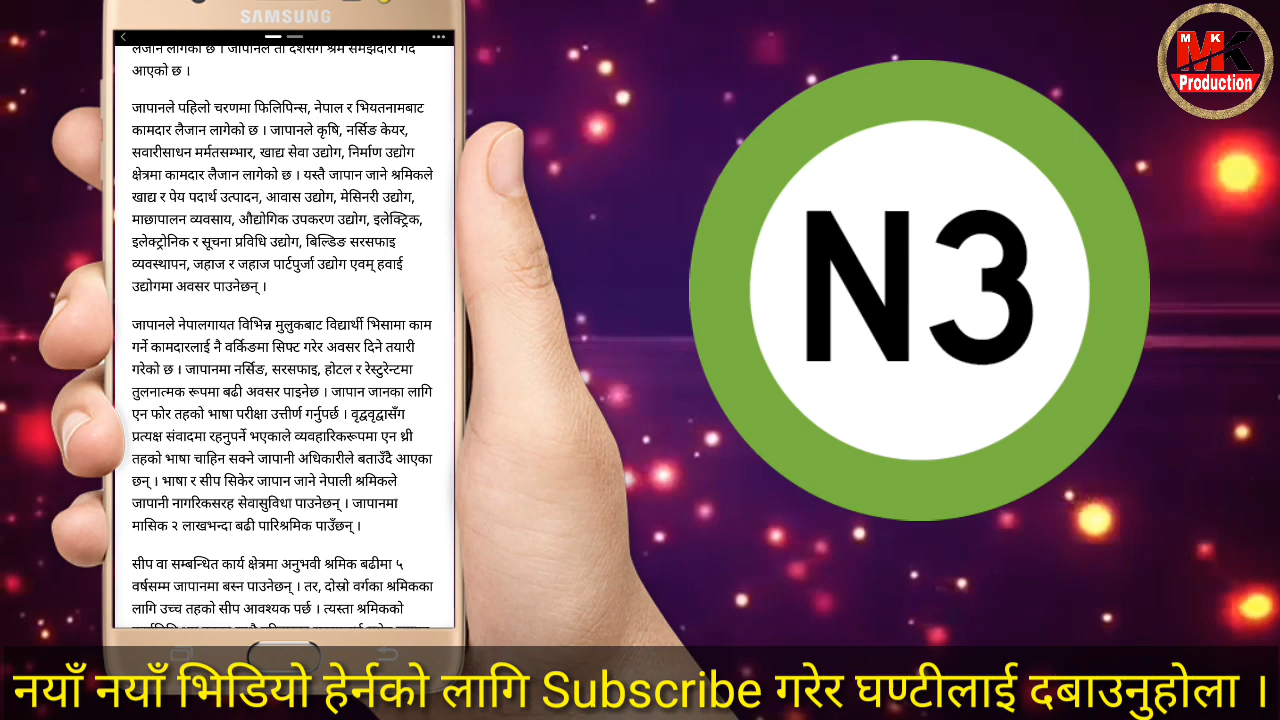 SAMSUNG
लैजान लागेको छ । जापानले ती देशसँग श्रम समझदारी गर्दै
आएको छ ।
जापानले पहिलो चरणमा फिलिपिन्स, नेपाल र भियतनामबाट
कामदार लैजान लागेको छ । जापानले कृषि, नर्सिङ केयर,
सवारीसाधन मर्मतसम्भार, खाद्य सेवा उद्योग, निर्माण उद्योग
क्षेत्रमा कामदार लैजान लागेको छ । यस्तै जापान जाने श्रमिकले
खाद्य र पेय पदार्थ उत्पादन, आवास उद्योग, मेसिनरी उद्योग,
माछापालन व्यवसाय, औद्योगिक उपकरण उद्योग, इलेक्ट्रिक,
इलेक्ट्रोनिक र सूचना प्रविधि उद्योग, बिल्डिङ सरसफाइ
व्यवस्थापन, जहाज र जहाज पार्टपुर्जा उद्योग एवम् हवाई
उद्योगमा अवसर पाउनेछन् ।
जापानले नेपालगायत विभिन्न मुलुकबाट विद्यार्थी भिसामा काम
गर्ने कामदारलाई नै वर्किङमा सिफ्ट गरेर अवसर दिने तयारी
गरेको छ । जापानमा नर्सिङ, सरसफाइ, होटल र रेस्टुरेन्टमा
तुलनात्मक रूपमा बढी अवसर पाइनेछ । जापान जानका लागि
एन फोर तहको भाषा परीक्षा उत्तीर्ण गर्नुपर्छ । वृद्ववृद्वासँग
प्रत्यक्ष संवादमा रहनुपर्ने भएकाले व्यवहारिकरूपमा एन थ्री
तहको भाषा चाहिन सक्ने जापानी अधिकारीले बताउँदै आएका
छन् । भाषा र सीप सिकेर जापान जाने नेपाली श्रमिकले
जापानी नागरिकसरह सेवासुविधा पाउनेछन् । जापानमा
मासिक २ लाखभन्दा बढी पारिश्रमिक पाउँछन् ।
सीप वा सम्बन्धित कार्य क्षेत्रमा अनुभवी श्रमिक बढीमा ५
वर्षसम्म जापानमा बस्न पाउनेछन् । तर, दोस्रो वर्गका श्रमिकका
लागि उच्च तहको सीप आवश्यक पर्छ । त्यस्ता श्रमिकको
N3
M K
MK
Production
नयाँ नयाँ भिडियो हेर्नको लागि Subscribe गरेर घण्टीलाई दबाउनुहोला ।